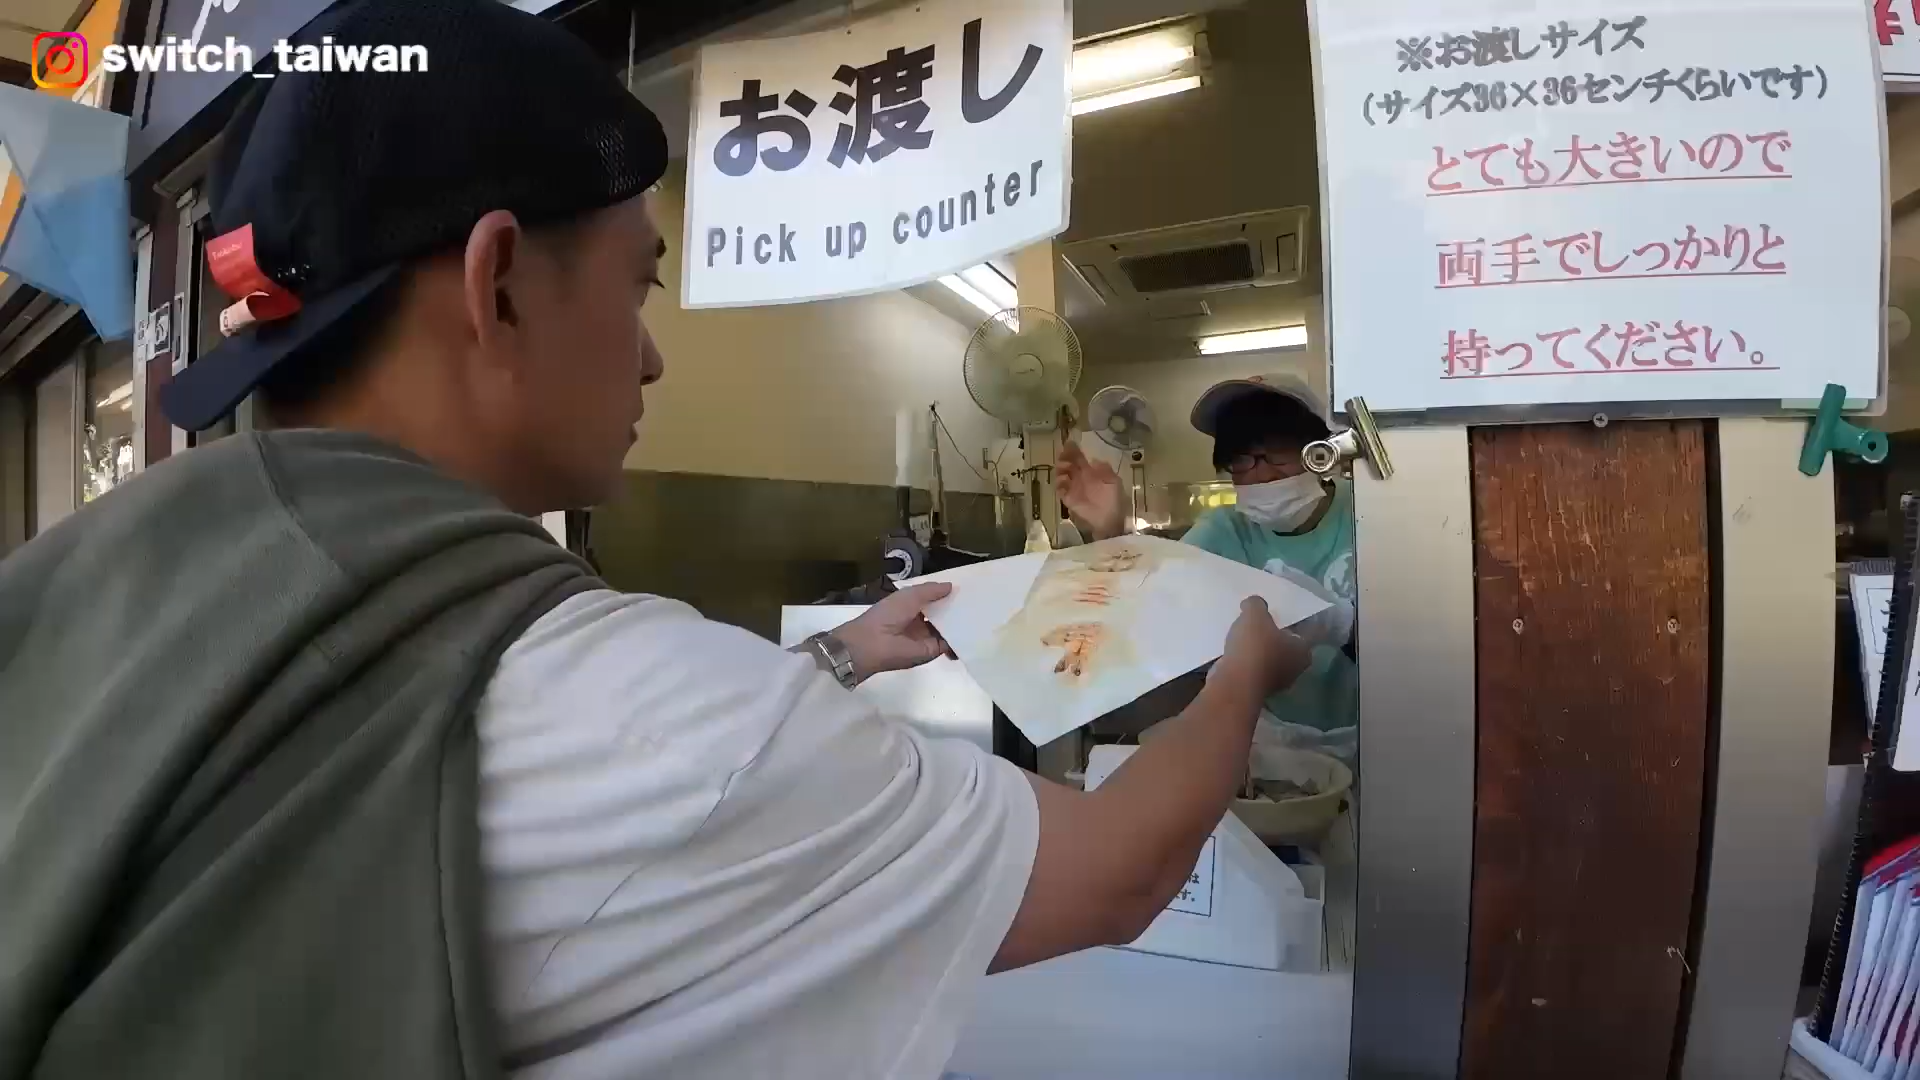 switch_taiwan
お渡し
Pick up counter
※お渡しサイズ
(サイズ36×36センチくらいです)
とても大きいので
両手でしっかりと
持ってください。